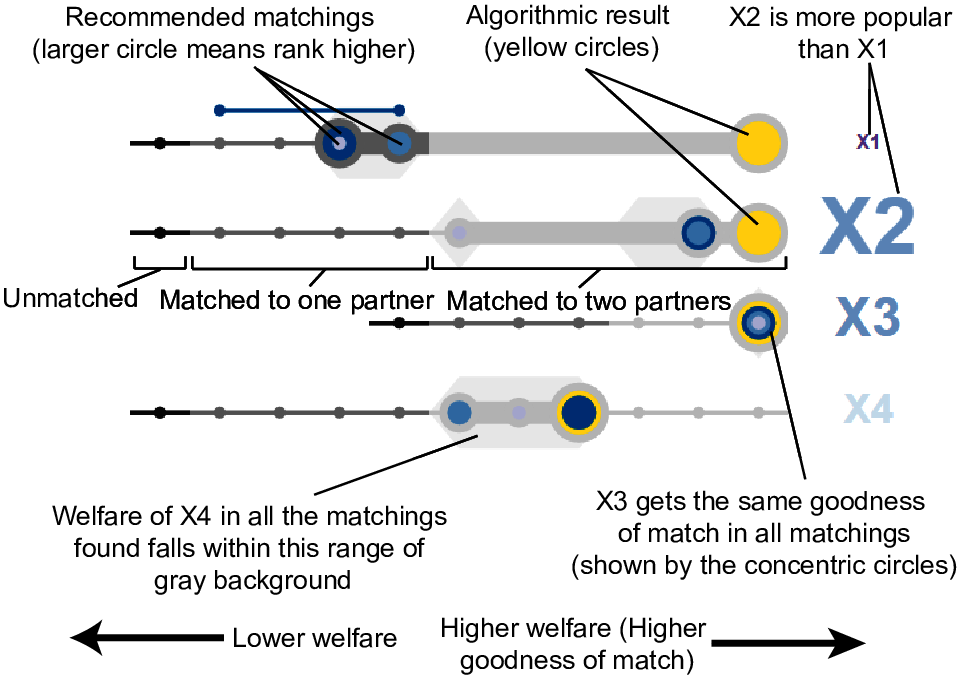 Recommended matchings
(larger circle means rank higher)
Algorithmic result
(yellow circles)
X2 is more popular
than X1
X1
X2
Unmatched
Matched to one partner
Matched to two partners
X3
X4
Welfare of X4 in all the matchings
found falls within this range of
gray background
X3 gets the same goodness
of match in all matchings
(shown by the concentric circles)
Lower welfare
Higher welfare (Higher
goodness of match)